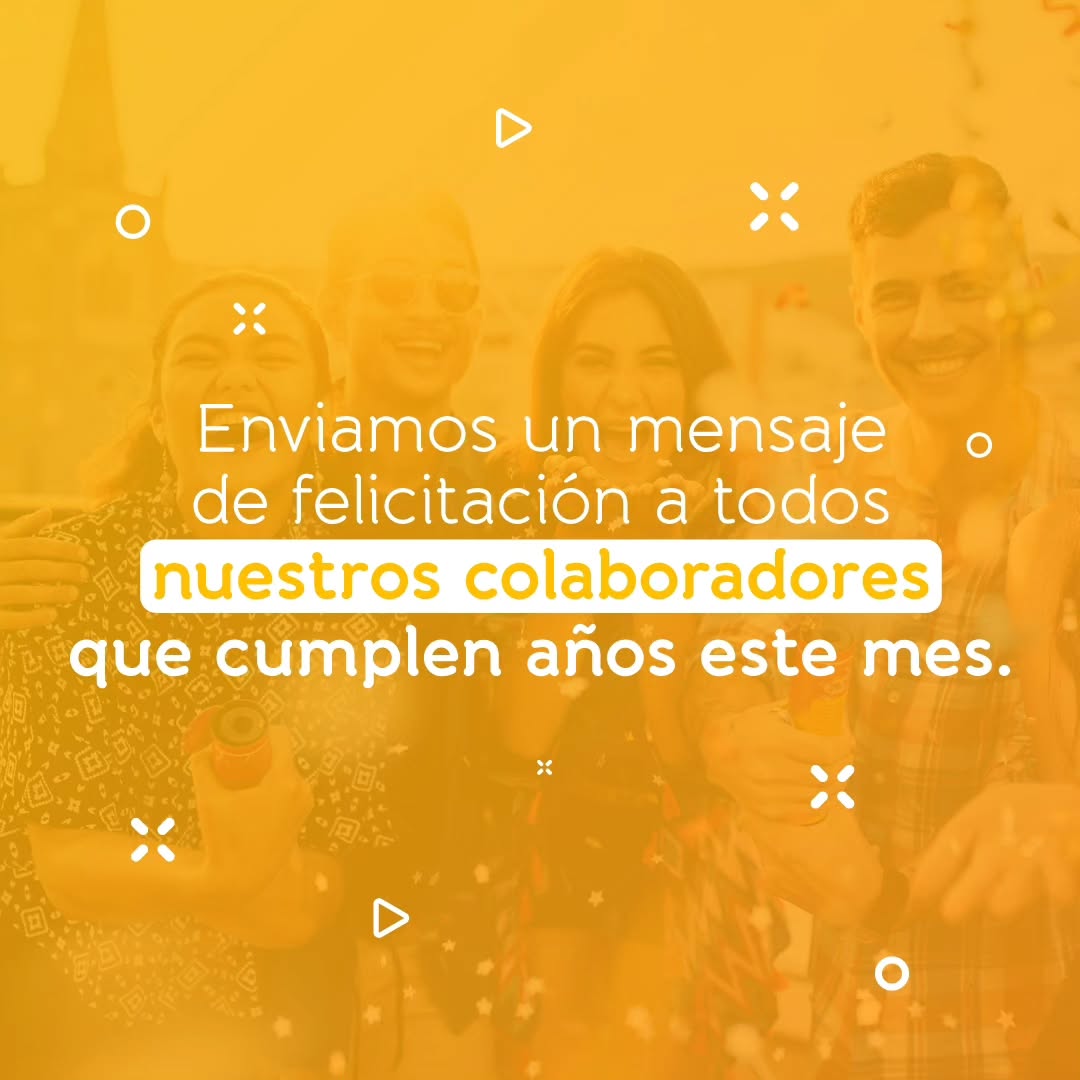 Enviamos un mensaje
de felicitación a todos
nuestros colaboradores
que cumplen años este mes.